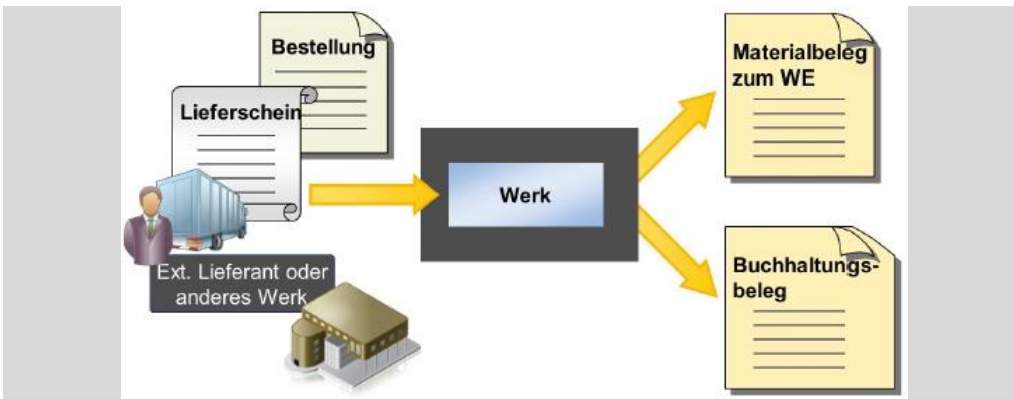 Bestellung
Lieferschein
Ext. Lieferant oder
anderes Werk
Werk
Materialbeleg
zum WE
Buchhaltungs-
beleg